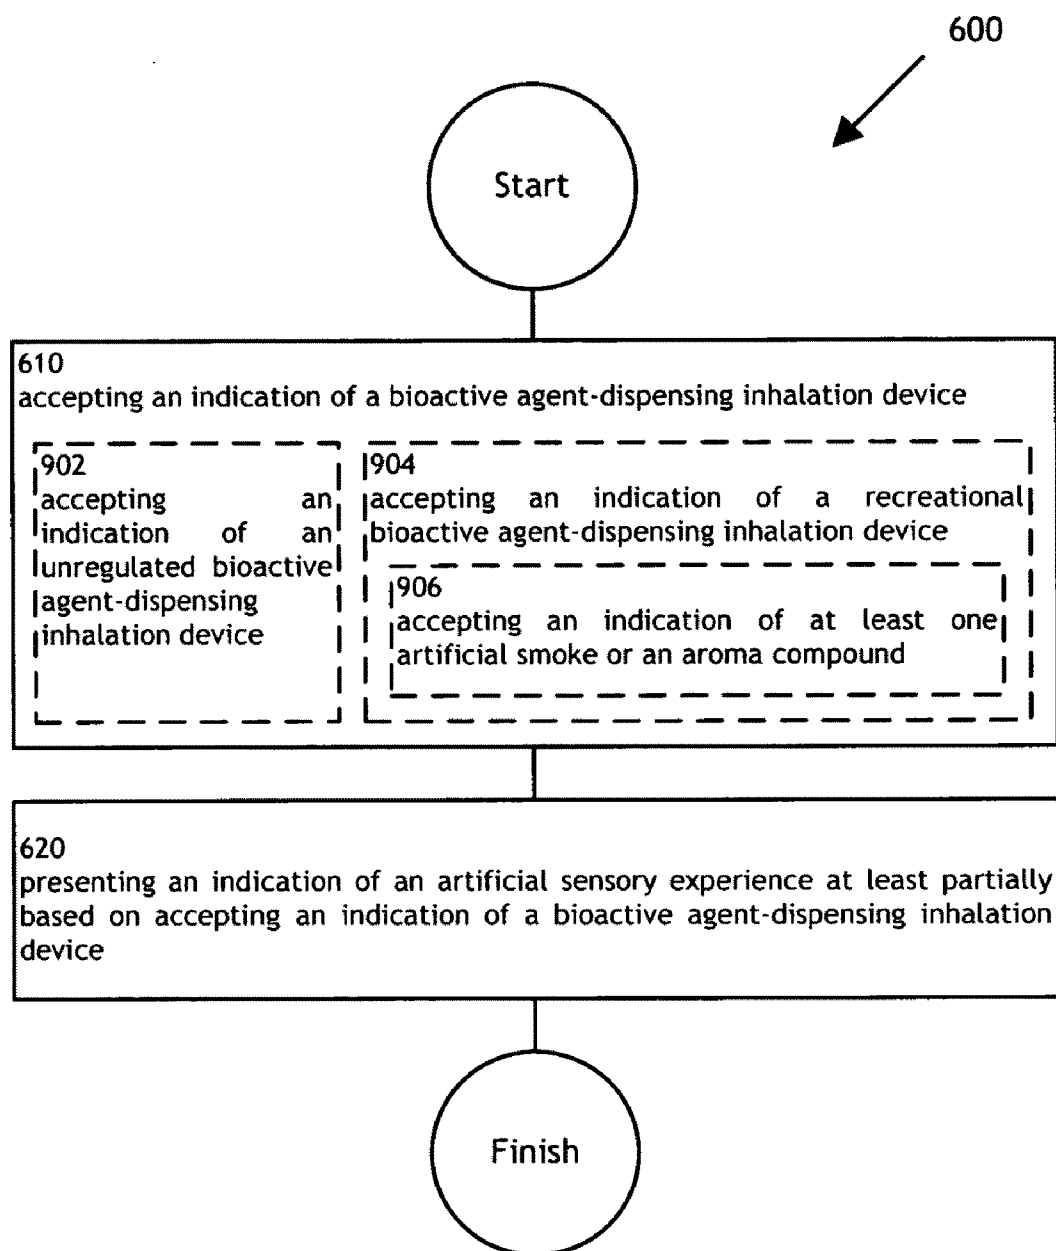 600
Start
610
accepting an indication of a bioactive agent-dispensing inhalation device
902
accepting an
indication of an
unregulated bioactive
agent-dispensing
inhalation device
904
accepting an indication of a recreational
bioactive agent-dispensing inhalation device
906
accepting an indication of at least one
artificial smoke or an aroma compound
620
presenting an indication of an artificial sensory experience at least partially
based on accepting an indication of a bioactive agent-dispensing inhalation
device
Finish